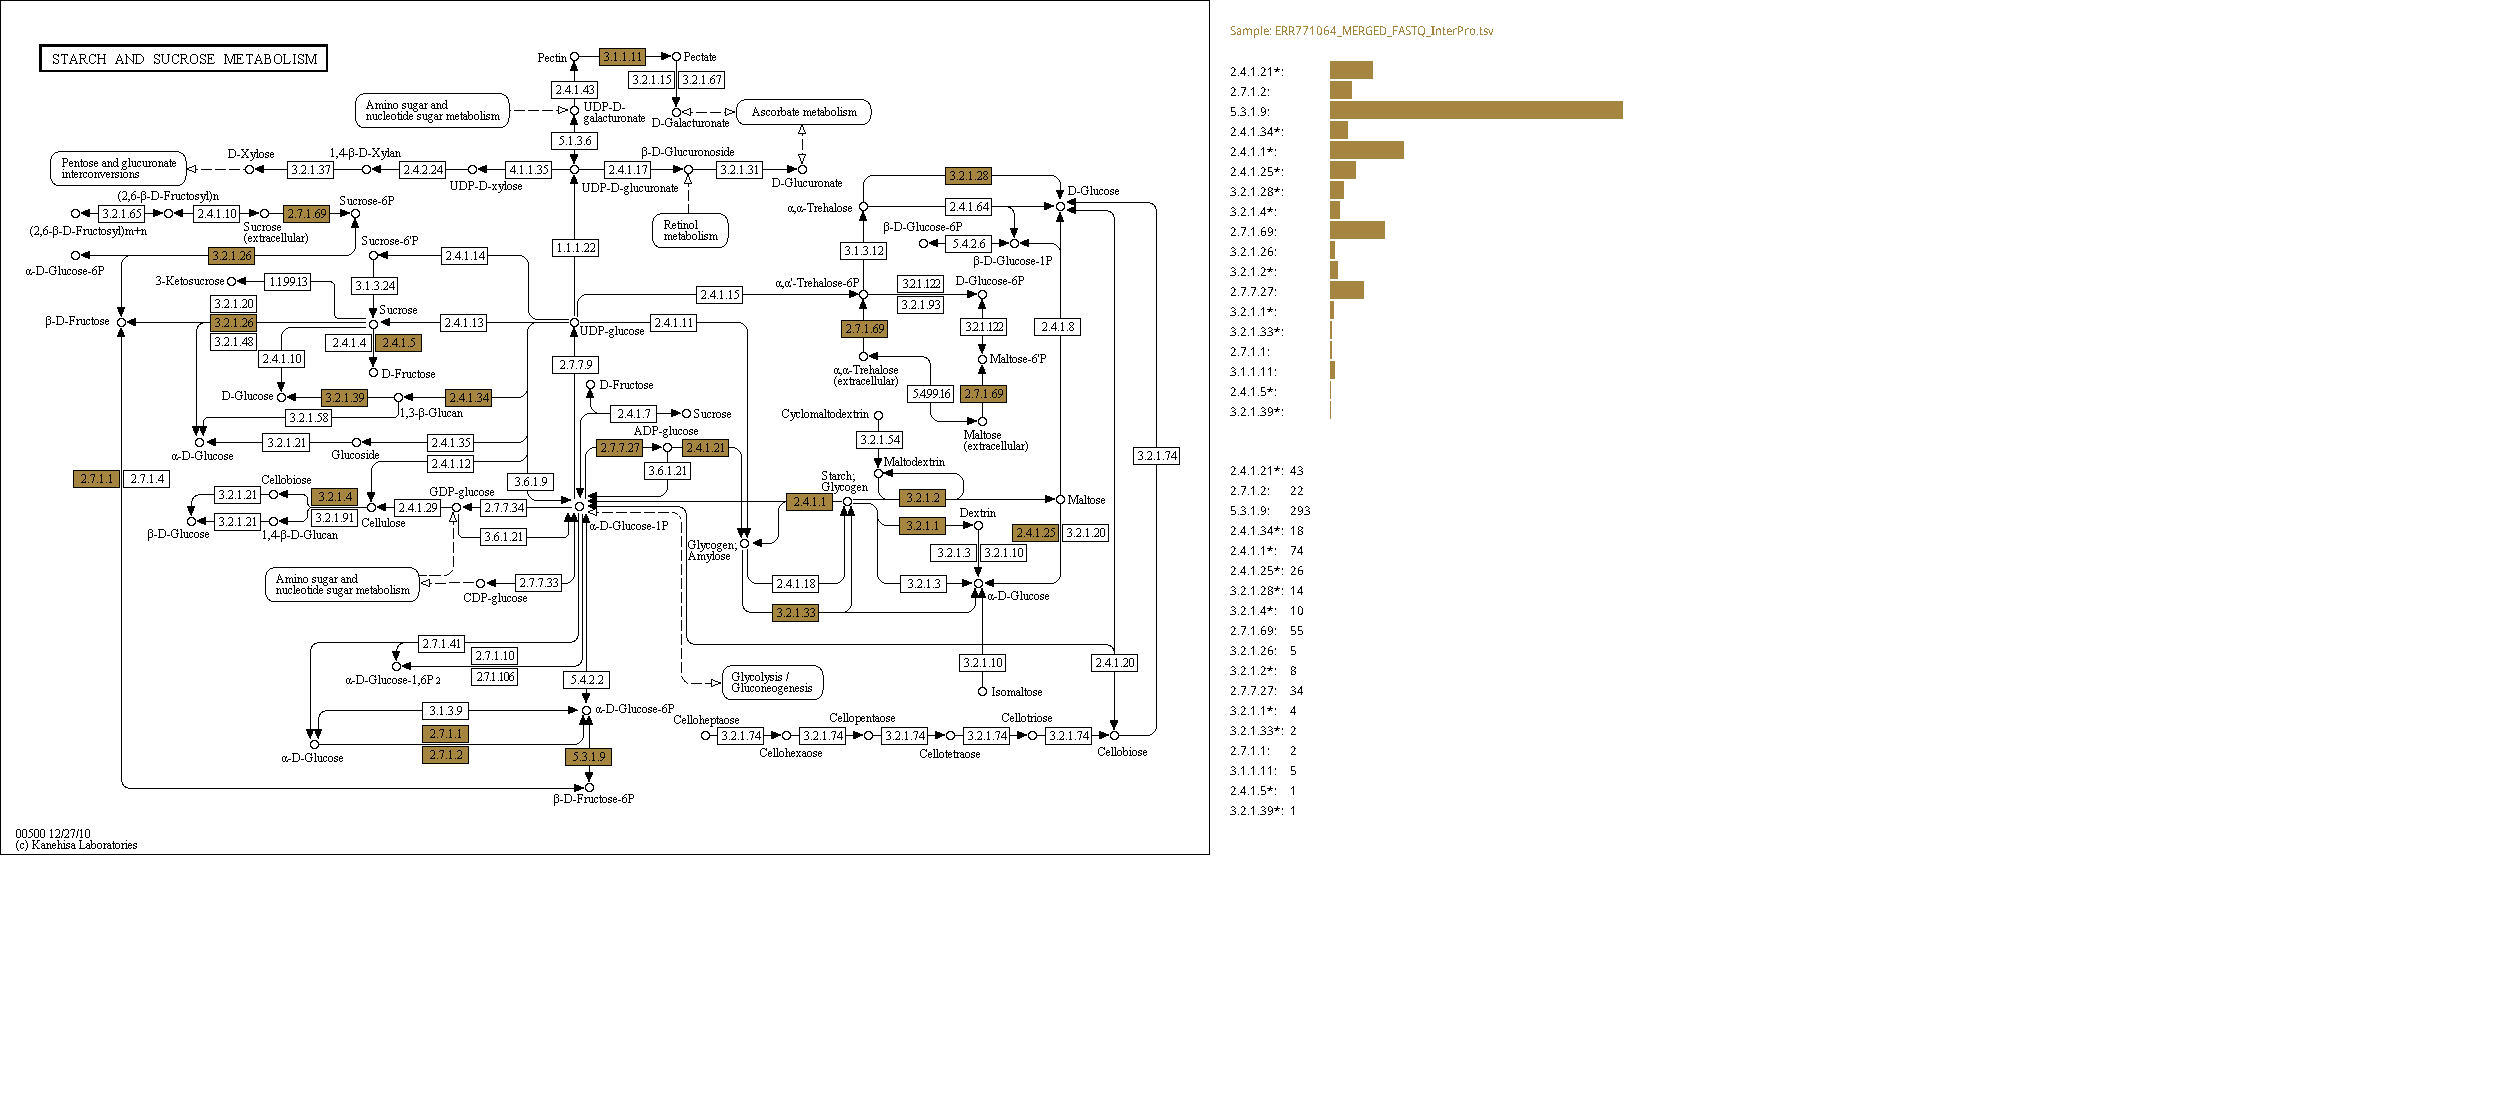 STARCH AND SUCROSE METABOLISM
Pectin
3.1.1.11
Pectate
3.2.1.15
3.2.1.67
2.4.1.43
Amino sugar and
nucleotide sugar metabolism
UDP-D-
galacturonate
D-Galacturonate
Ascorbate metabolism
5.1.3.6
Pentose and glucuronate
interconversions
D-Xylose
3.2.1.37
1,4-β-D-Xylan
2.4.2.24
UDP-D-xylose
4.1.1.35
UDP-D-glucuronate
2.4.1.17
β-D-Glucuronoside
3.2.1.31
D-Glucuronate
Retinol
metabolism
3.2.1.28
D-Glucose
α,α-Trehalose
2.4.1.64
(2,6-β-D-Fructosyl)n
3.2.1.65
2.4.1.10
2.7.1.69
Sucrose-6P
(2,6-β-D-Fructosyl)m+n
Sucrose
(extracellular)
β-D-Glucose-6P
5.4.2.6
β-D-Glucose-1P
1.1.1.22
3.1.3.12
α-D-Glucose-6P
3.2.1.26
Sucrose-6'P
2.4.1.14
3-Ketosucrose
1.1.99.13
3.1.3.24
α,α'-Trehalose-6P
3.2.1.122
3.2.1.93
D-Glucose-6P
2.4.1.15
3.2.1.20
β-D-Fructose
3.2.1.26
3.2.1.48
Sucrose
2.4.1.13
UDP-glucose
2.4.1.11
2.7.1.69
3.2.1.122
2.4.1.8
2.4.1.4
2.4.1.5
2.4.1.10
D-Fructose
2.7.7.9
α,α-Trehalose
(extracellular)
Maltose-6'P
5.4.99.16
2.7.1.69
D-Glucose
3.2.1.39
2.4.1.34
1,3-β-Glucan
3.2.1.58
D-Fructose
2.4.1.7
Sucrose
Cyclomaltodextrin
3.2.1.54
Maltose
(extracellular)
α-D-Glucose
3.2.1.21
Glucoside
2.4.1.35
ADP-glucose
2.7.7.27
2.4.1.21
3.6.1.21
2.4.1.12
Maltodextrin
3.2.1.74
2.7.1.1
2.7.1.4
Cellobiose
3.2.1.21
3.2.1.4
3.2.1.91
GDP-glucose
2.4.1.29
2.7.7.34
3.6.1.9
Starch;
Glycogen
2.4.1.1
3.2.1.2
Maltose
β-D-Glucose
3.2.1.21
1,4-β-D-Glucan
Cellulose
3.6.1.21
α-D-Glucose-1P
Glycogen;
Amylose
3.2.1.1
Dextrin
2.4.1.25
3.2.1.20
3.2.1.3
3.2.1.10
Amino sugar and
nucleotide sugar metabolism
2.7.7.33
CDP-glucose
2.4.1.18
3.2.1.3
α-D-Glucose
3.2.1.33
2.7.1.41
2.7.1.10
2.7.1.106
α-D-Glucose-1,6P2
5.4.2.2
Glycolysis /
Gluconeogenesis
3.2.1.10
Isomaltose
2.4.1.20
3.1.3.9
α-D-Glucose-6P
2.7.1.1
2.7.1.2
α-D-Glucose
5.3.1.9
β-D-Fructose-6P
Celloheptaose
3.2.1.74
Cellohexaose
3.2.1.74
Cellopentaose
3.2.1.74
Cellotetraose
3.2.1.74
Cellotriose
3.2.1.74
Cellobiose
00500 12/27/10
(c) Kanehisa Laboratories
Sample: ERR771064_MERGED_FASTQ_InterPro.tsv
2.4.1.21*:
2.7.1.2:
5.3.1.9:
2.4.1.34*:
2.4.1.1*:
2.4.1.25*:
3.2.1.28*:
3.2.1.4*:
2.7.1.69:
3.2.1.26:
3.2.1.2*:
2.7.7.27:
3.2.1.1*:
3.2.1.33*:
2.7.1.1:
3.1.1.11:
2.4.1.5*:
3.2.1.39*:
2.4.1.21*: 43
2.7.1.2: 22
5.3.1.9: 293
2.4.1.34*: 18
2.4.1.1*: 74
2.4.1.25*: 26
3.2.1.28*: 14
3.2.1.4*: 10
2.7.1.69: 55
3.2.1.26: 5
3.2.1.2*: 8
2.7.7.27: 34
3.2.1.1*: 4
3.2.1.33*: 2
2.7.1.1: 2
3.1.1.11: 5
2.4.1.5*: 1
3.2.1.39*: 1